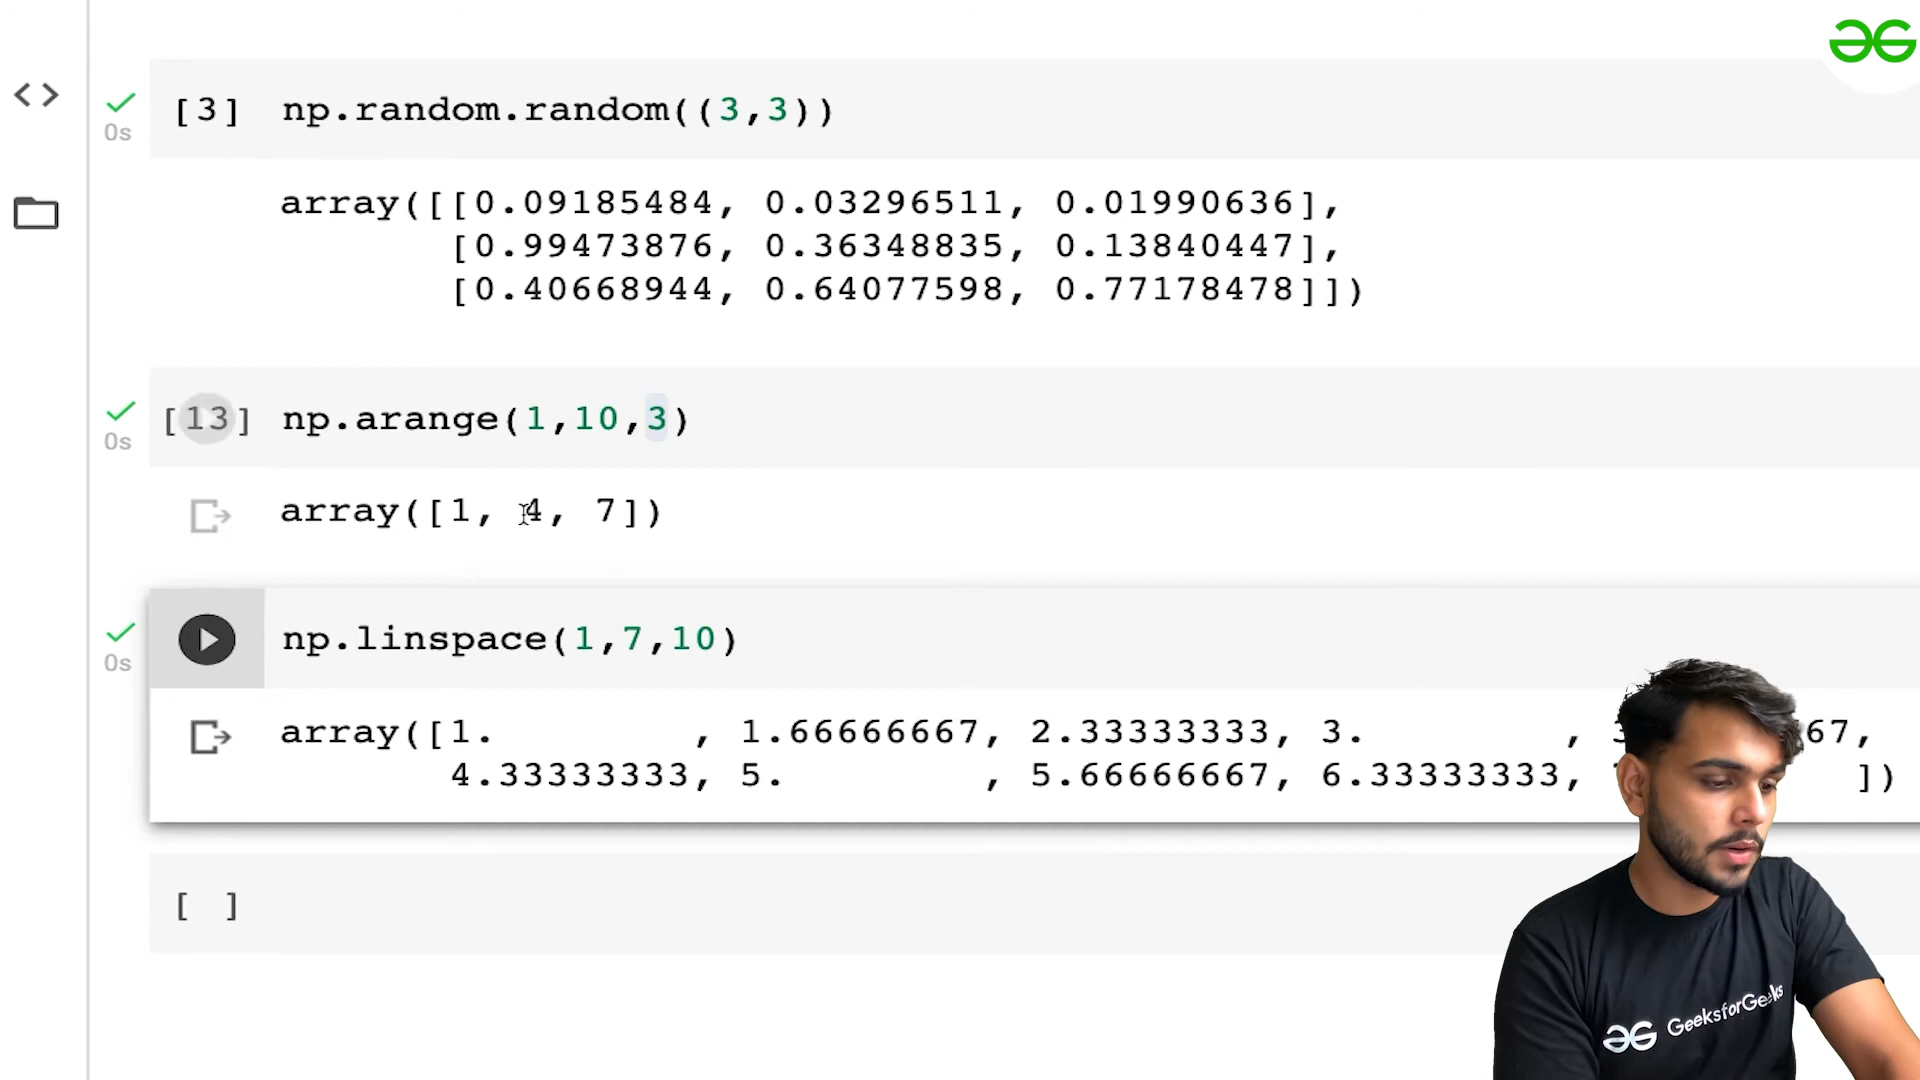 [3] np.random.random((3,3))
0s
array([[0.09185484, 0.03296511, 0.01990636],
[0.99473876, 0.36348835, 0.13840447],
[0.40668944, 0.64077598, 0.77178478]])
[13] np.arange(1,10,3)
0s
array([1, 4, 7])
np.linspace(1,7,10)
0s
array([1. , 1.66666667, 2.33333333, 3. , 67,
4.33333333, 5. , 5.66666667, 6.33333333, ])
[ ]
GeeksforGeeks